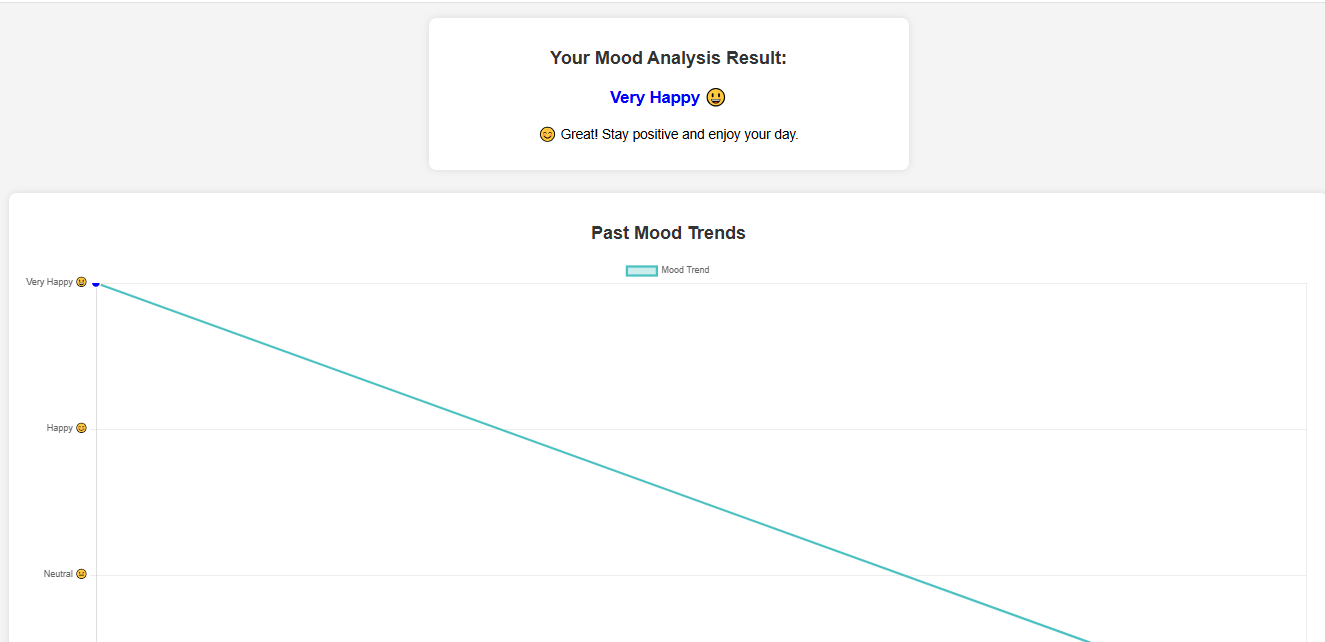 Your Mood Analysis Result:
Very Happy 😃
😊 Great! Stay positive and enjoy your day.
Past Mood Trends
Mood Trend
Very Happy 😃
Happy 😊
Neutral 😐